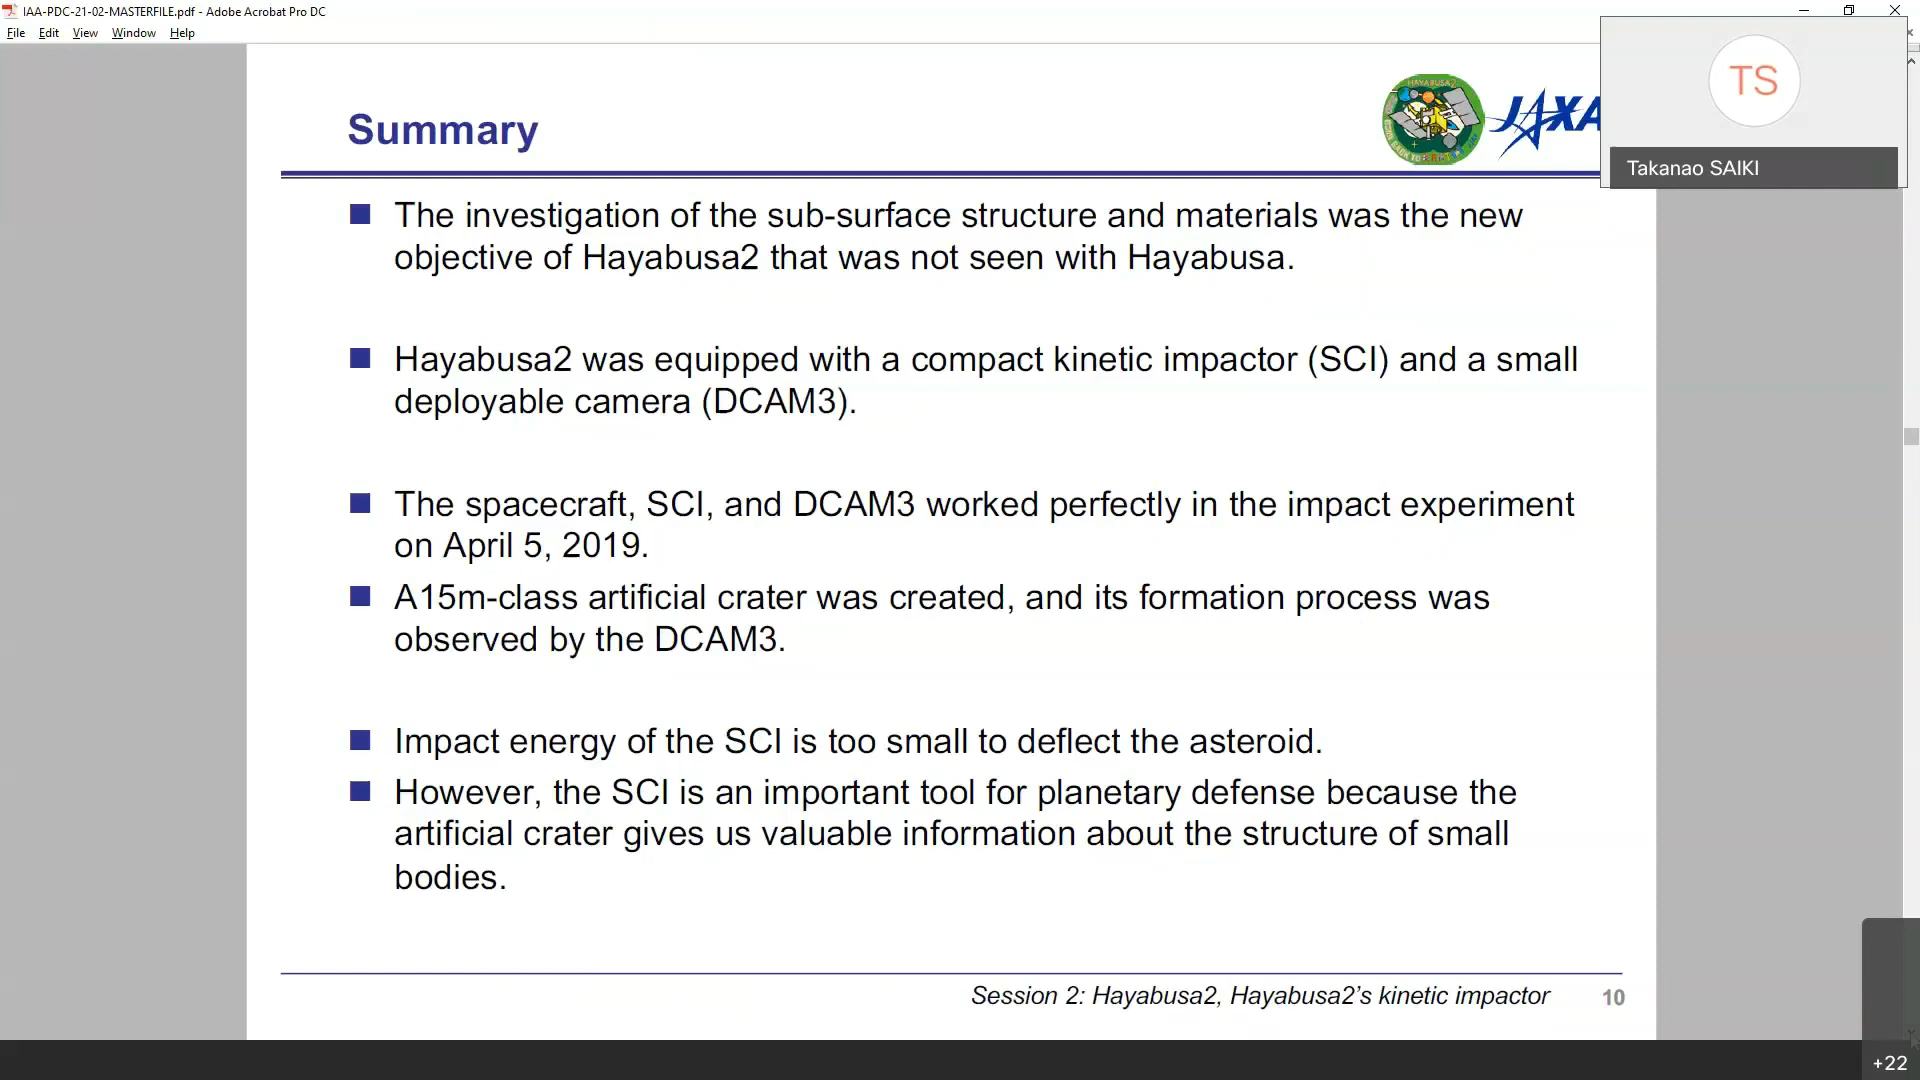 IAA-PDC-21-02-MASTERFILE.pdf - Adobe Acrobat Pro DC
File Edit View Window Help
TS
Takanao SAIKI
HAYABUSA2
JAXA
Summary
■ The investigation of the sub-surface structure and materials was the new
objective of Hayabusa2 that was not seen with Hayabusa.
■ Hayabusa2 was equipped with a compact kinetic impactor (SCI) and a small
deployable camera (DCAM3).
■ The spacecraft, SCI, and DCAM3 worked perfectly in the impact experiment
on April 5, 2019.
■ A15m-class artificial crater was created, and its formation process was
observed by the DCAM3.
■ Impact energy of the SCI is too small to deflect the asteroid.
■ However, the SCI is an important tool for planetary defense because the
artificial crater gives us valuable information about the structure of small
bodies.
Session 2: Hayabusa2, Hayabusa2’s kinetic impactor 10
+22